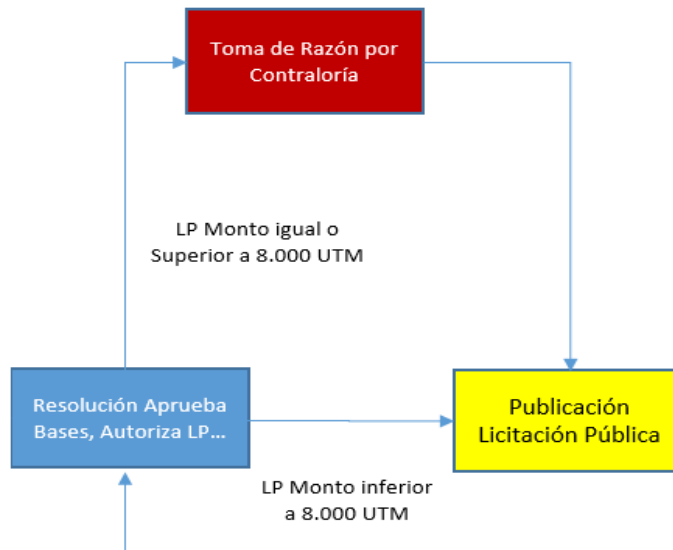 Toma de Razón por
Contraloría
LP Monto igual o
Superior a 8.000 UTM
Resolución Aprueba
Bases, Autoriza LP...
Publicación
Licitación Pública
LP Monto inferior
a 8.000 UTM